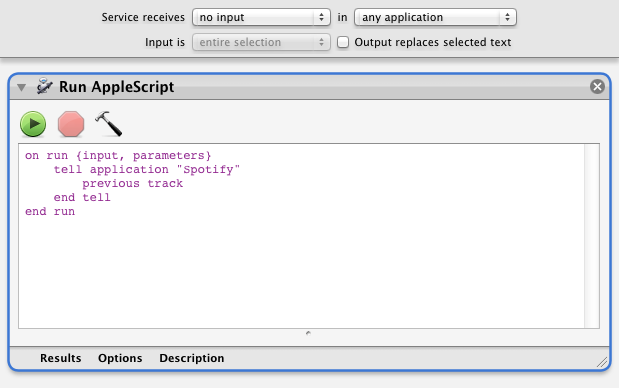 Service receives no input in any application
Input is entire selection Output replaces selected text
Run AppleScript
on run {input, parameters}
tell application "Spotify"
previous track
end tell
end run
Results Options Description